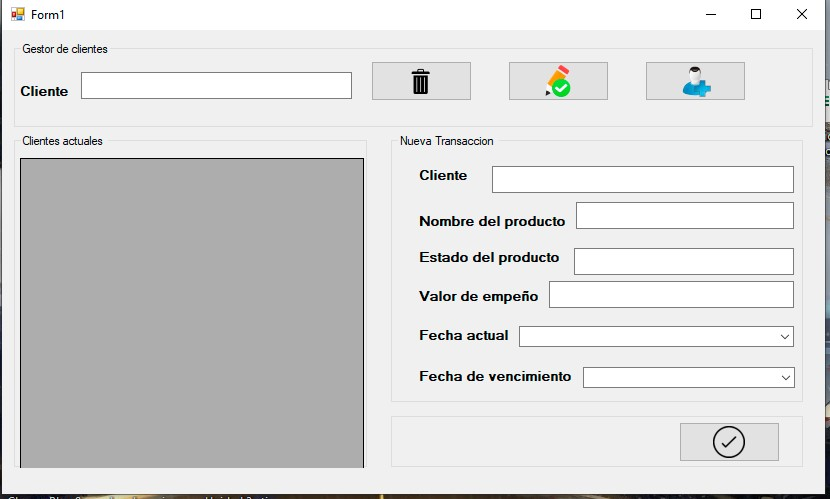 Form1
Gestor de clientes
Cliente
Clientes actuales
Nueva Transaccion
Cliente
Nombre del producto
Estado del producto
Valor de empeño
Fecha actual
Fecha de vencimiento